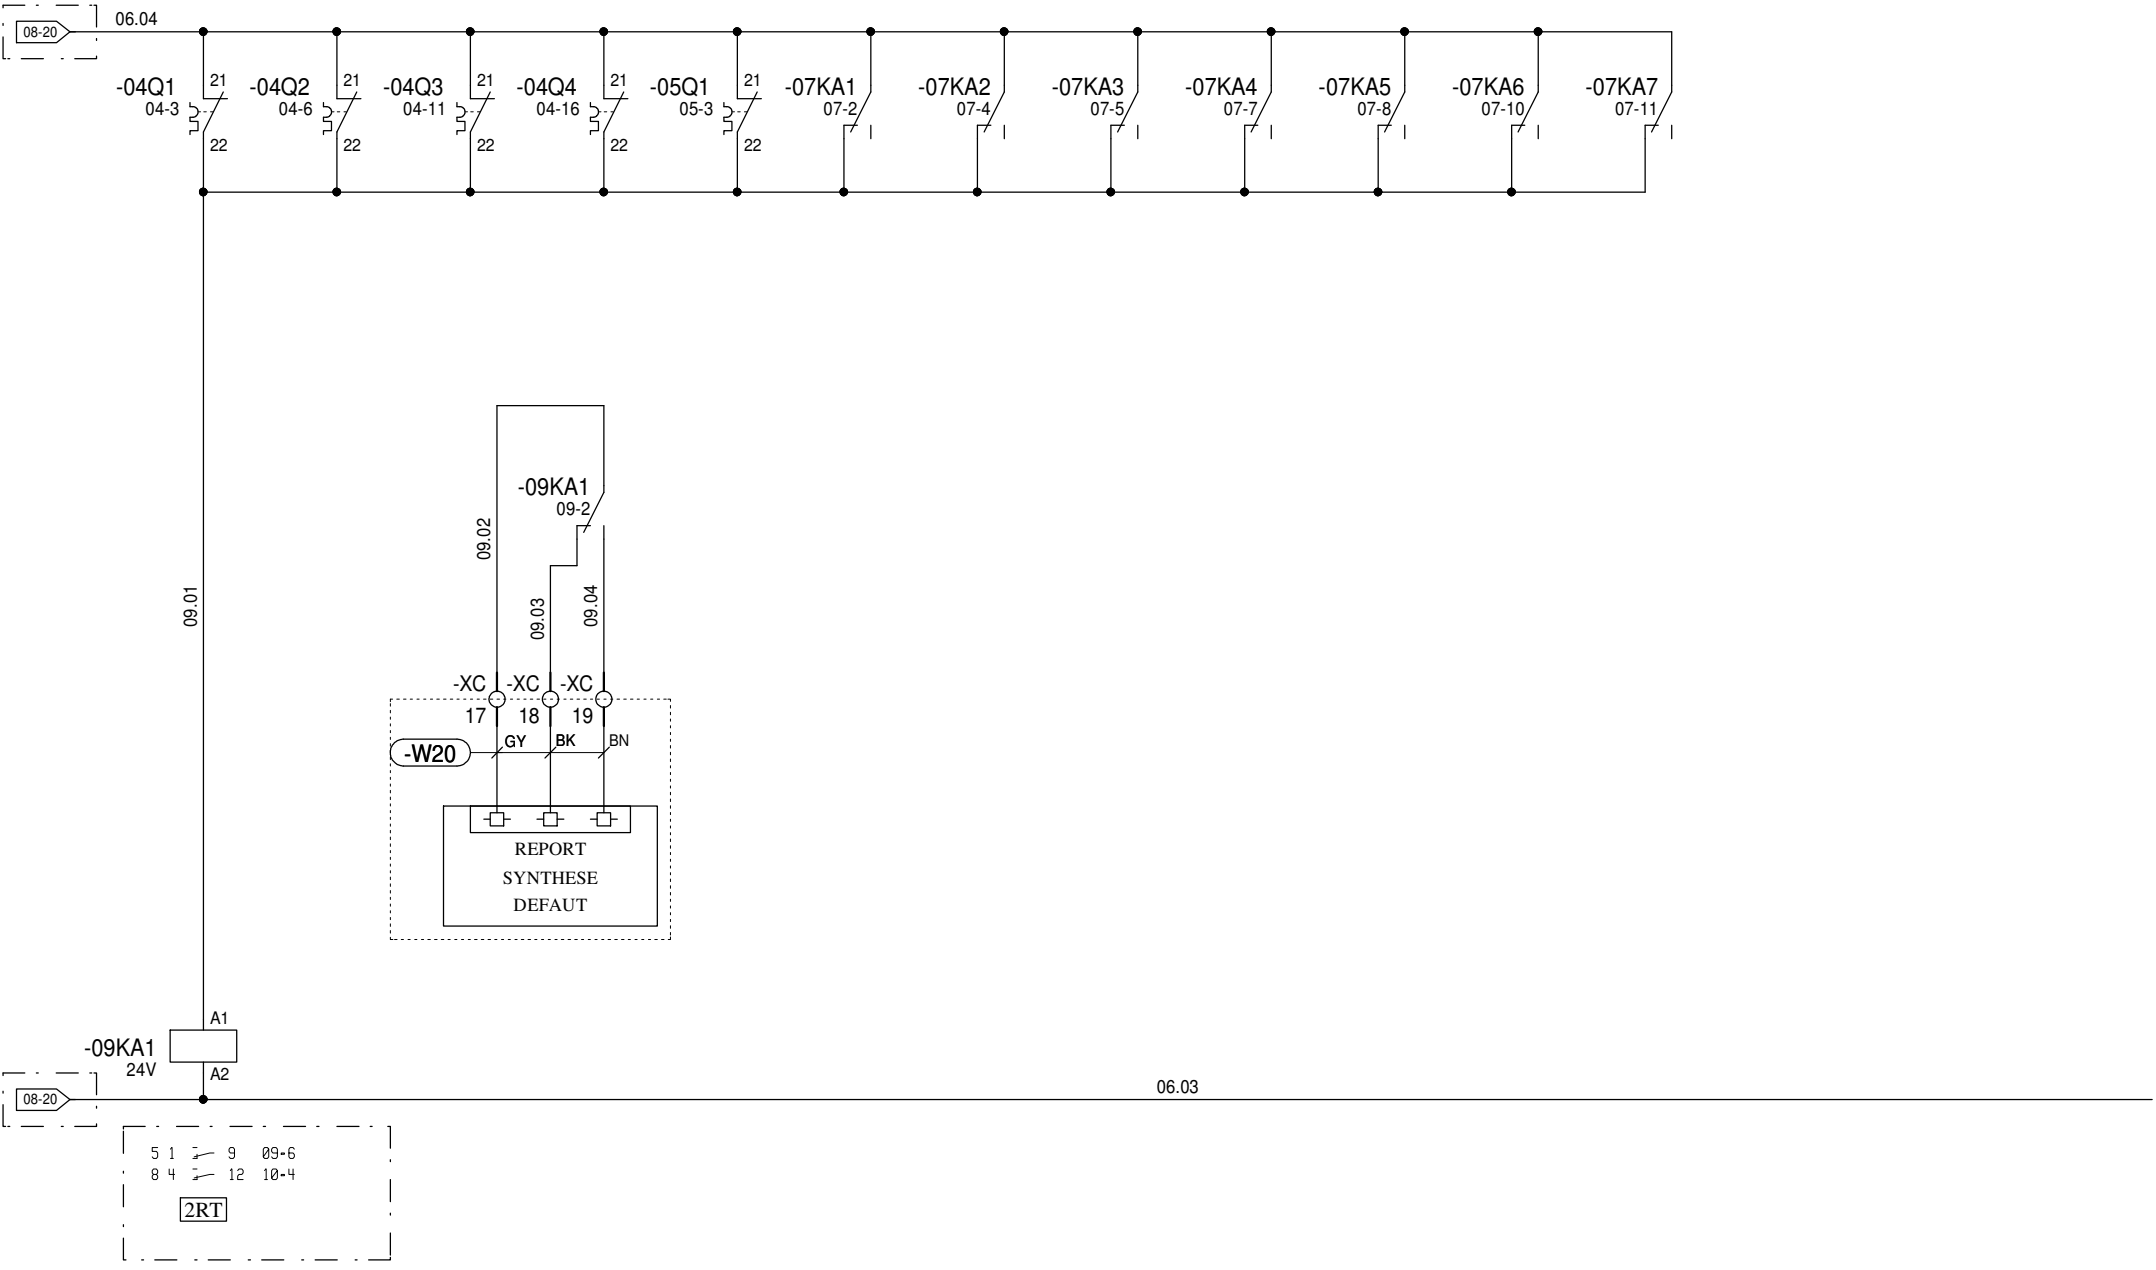 06.04
08-20
-04Q1
04-3
21
22
-04Q2
04-6
21
22
-04Q3
04-11
21
22
-04Q4
04-16
21
22
-05Q1
05-3
21
22
-07KA1
07-2
-07KA2
07-4
-07KA3
07-5
-07KA4
07-7
-07KA5
07-8
-07KA6
07-10
-07KA7
07-11
-09KA1
09-2
09.02
09.01
09.03
09.04
-XC -XC -XC
17 18 19
-W20 GY BK BN
REPORT
SYNTHESE
DEFAUT
A1
-09KA1
24V
A2
08-20
06.03
5 1 9 09-6
8 4 12 10-4
2RT